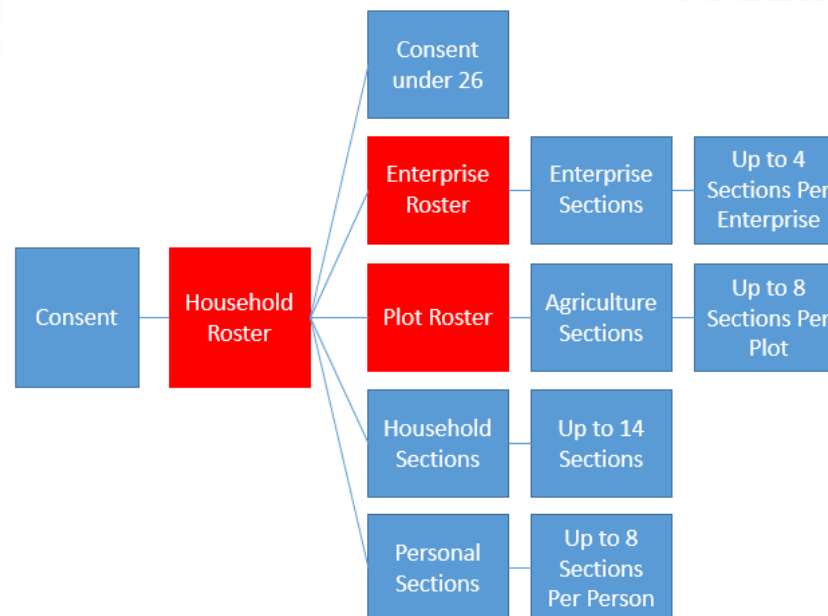 Consent
under 26
Enterprise
Roster
Enterprise
Sections
Up to 4
Sections Per
Enterprise
Consent
Household
Roster
Plot Roster
Agriculture
Sections
Up to 8
Sections Per
Plot
Household
Sections
Up to 14
Sections
Personal
Sections
Up to 8
Sections
Per Person